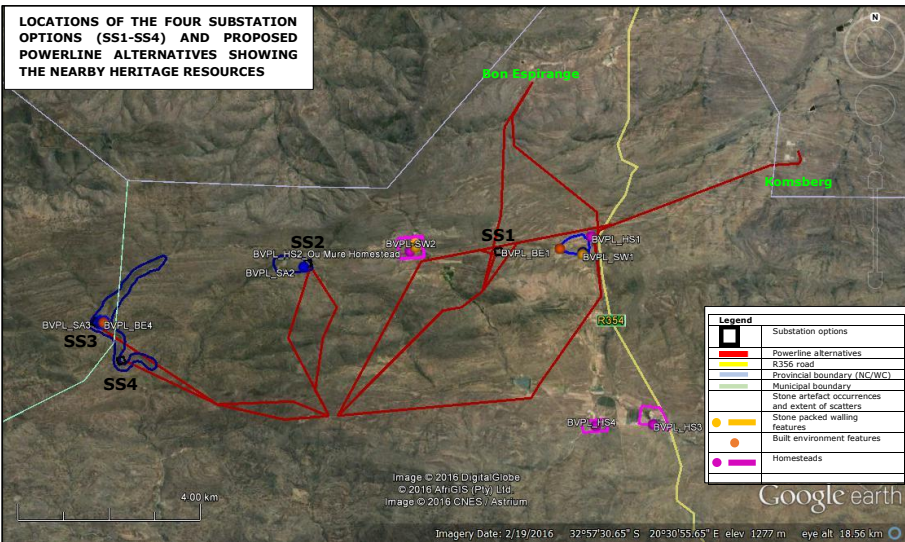 LOCATIONS OF THE FOUR SUBSTATION
OPTIONS (SS1-SS4) AND PROPOSED
POWERLINE ALTERNATIVES SHOWING
THE NEARBY HERITAGE RESOURCES
N
Bon Espirange
Komsberg
SS1
SS2
BVPL_SW2
BVPL_HS1
BVPL_HS2_Ou Mure Homestead
BVPL_BE1
BVPL_SW1
BVPL_SA2
R354
BVPL_SA3
BVPL_BE4
SS3
SS4
BVPL_HS4
BVPL_HS3
Legend
Substation options
Powerline alternatives
R356 road
Provincial boundary (NC/WC)
Municipal boundary
Stone artefact occurrences
and extent of scatters
Stone packed walling
features
Built environment features
Homesteads
4.00 km
Image © 2016 DigitalGlobe
© 2016 AfriGIS (Pty) Ltd.
Image © 2016 CNES / Astrium
Google earth
Imagery Date: 2/19/2016 32°57'30.65" S 20°30'55.65" E elev 1277 m eye alt 18.56 km